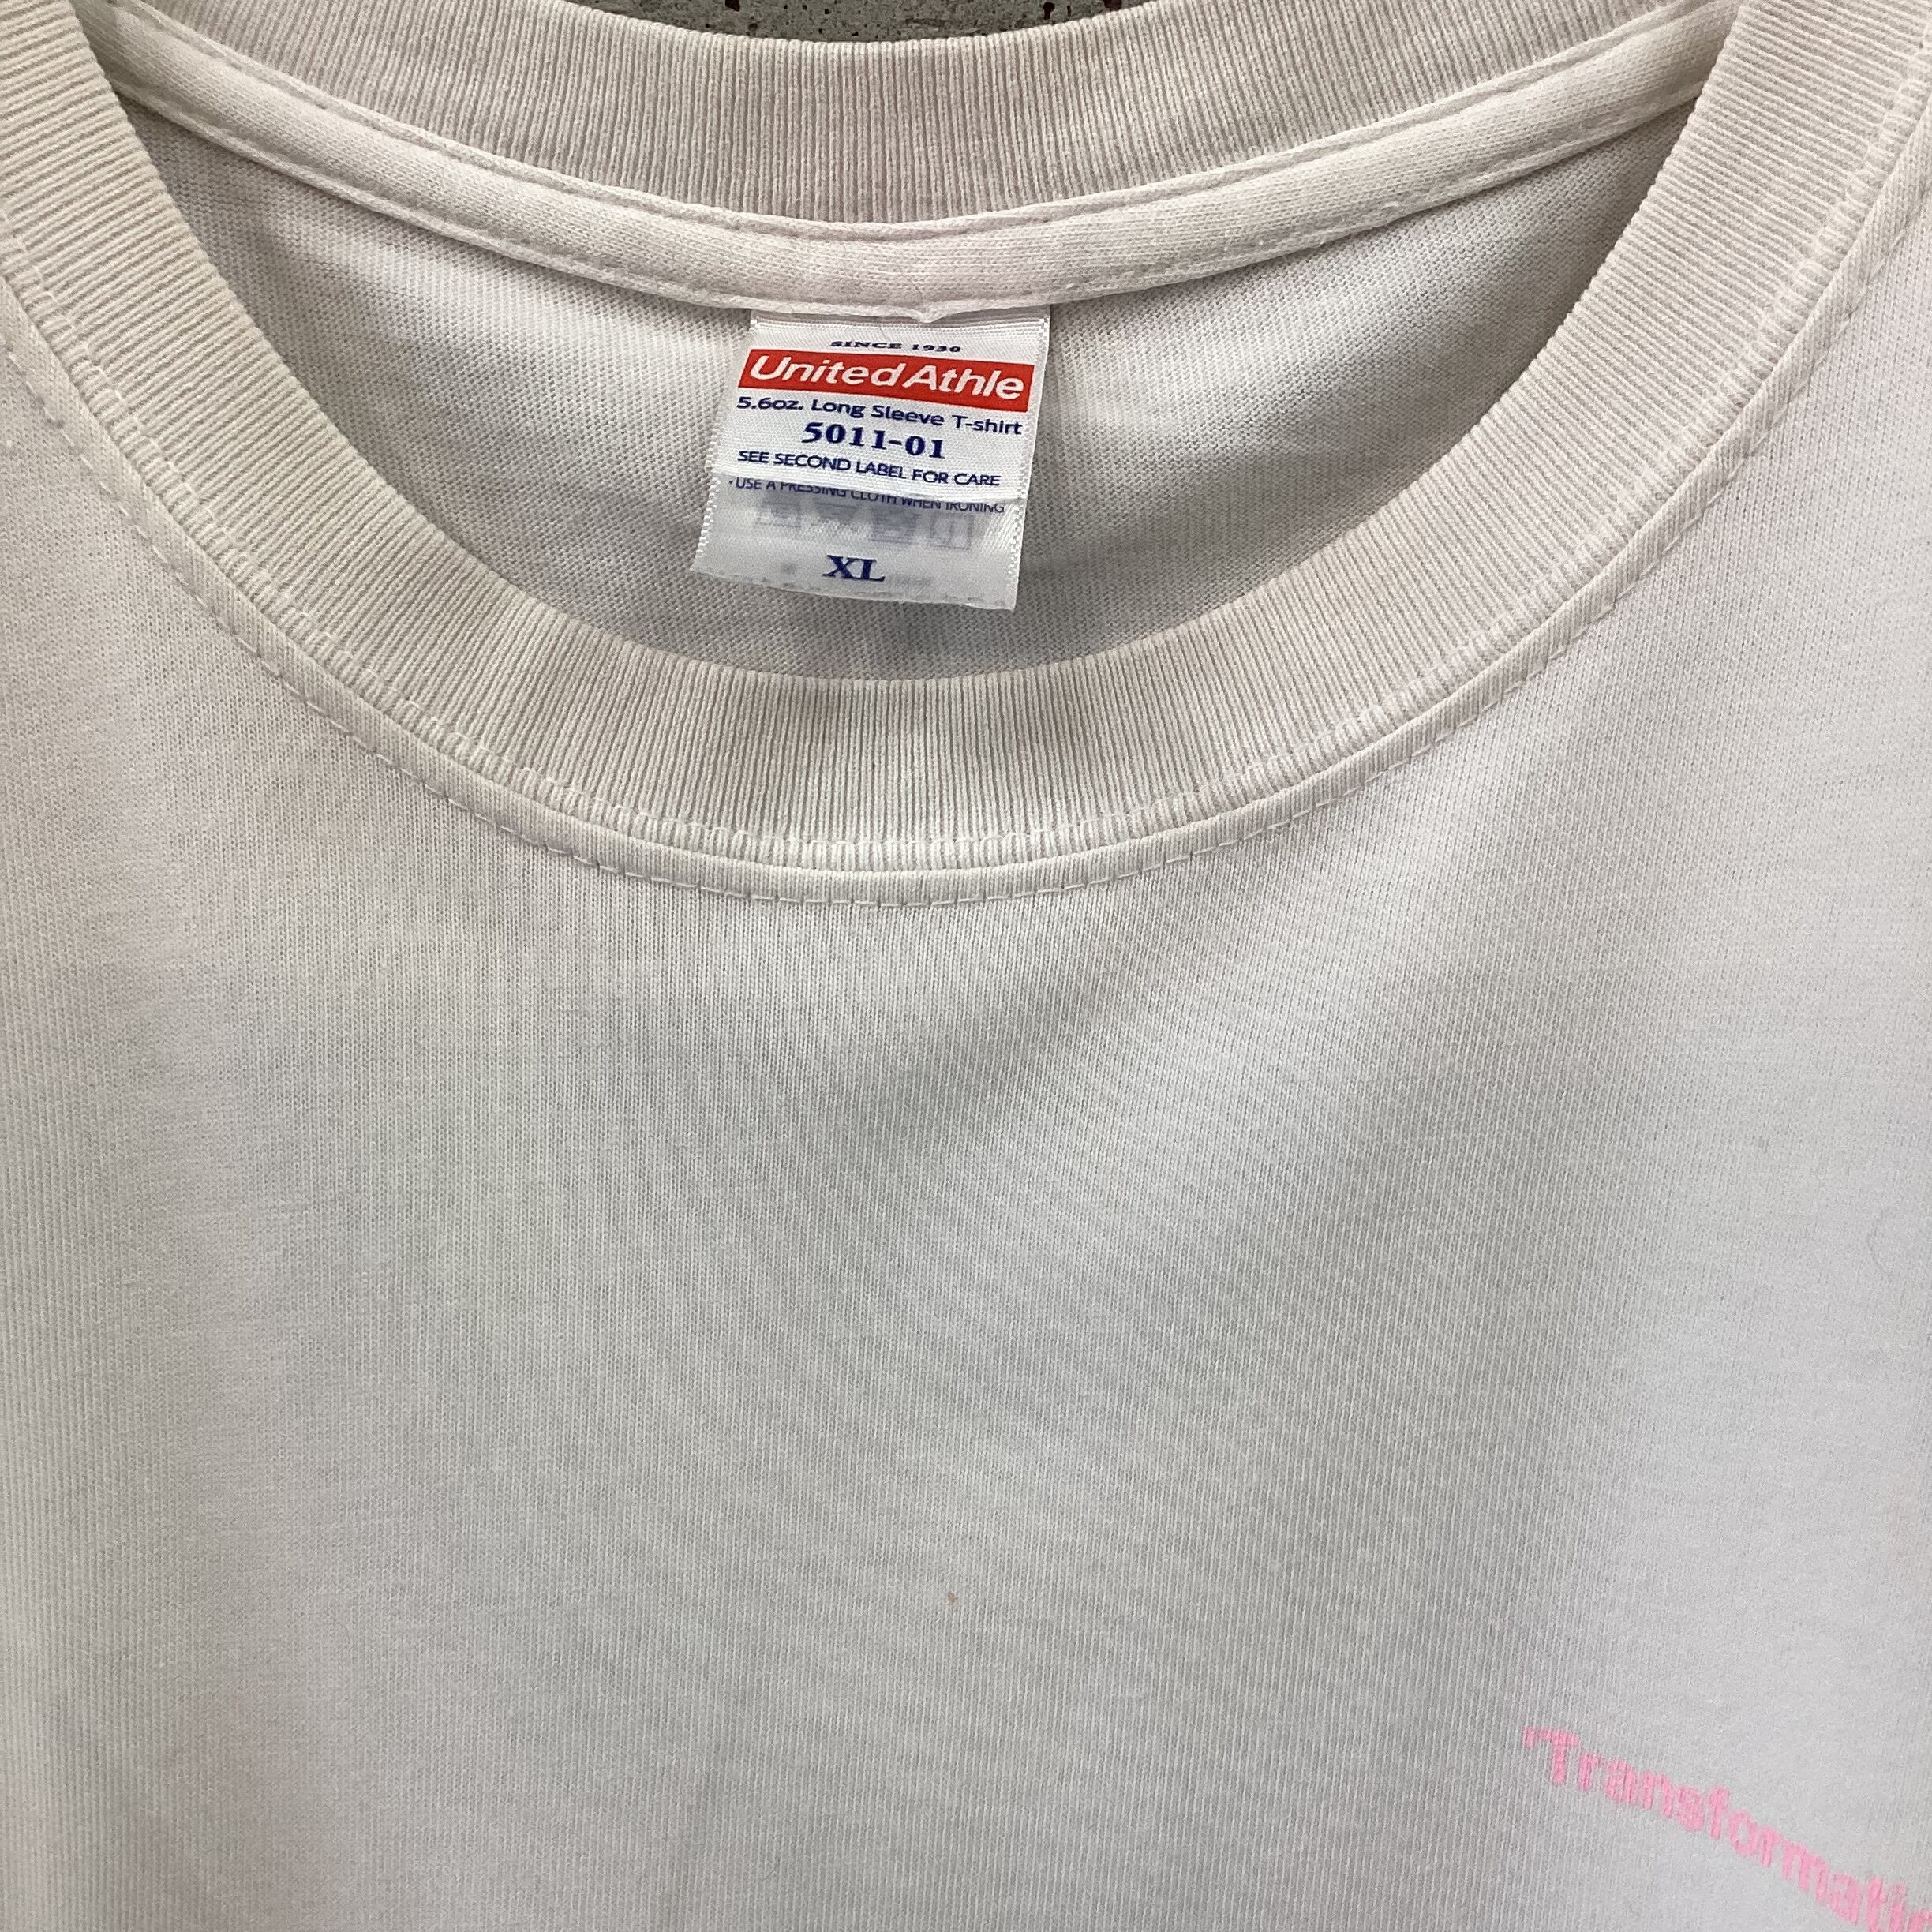 SINCE 1930
United Athle
5.6oz. Long Sleeve T-shirt
5011-01
SEE SECOND LABEL FOR CARE
・USE A PRESSING CLOTH WHEN IRONING
XL
"Transformatio